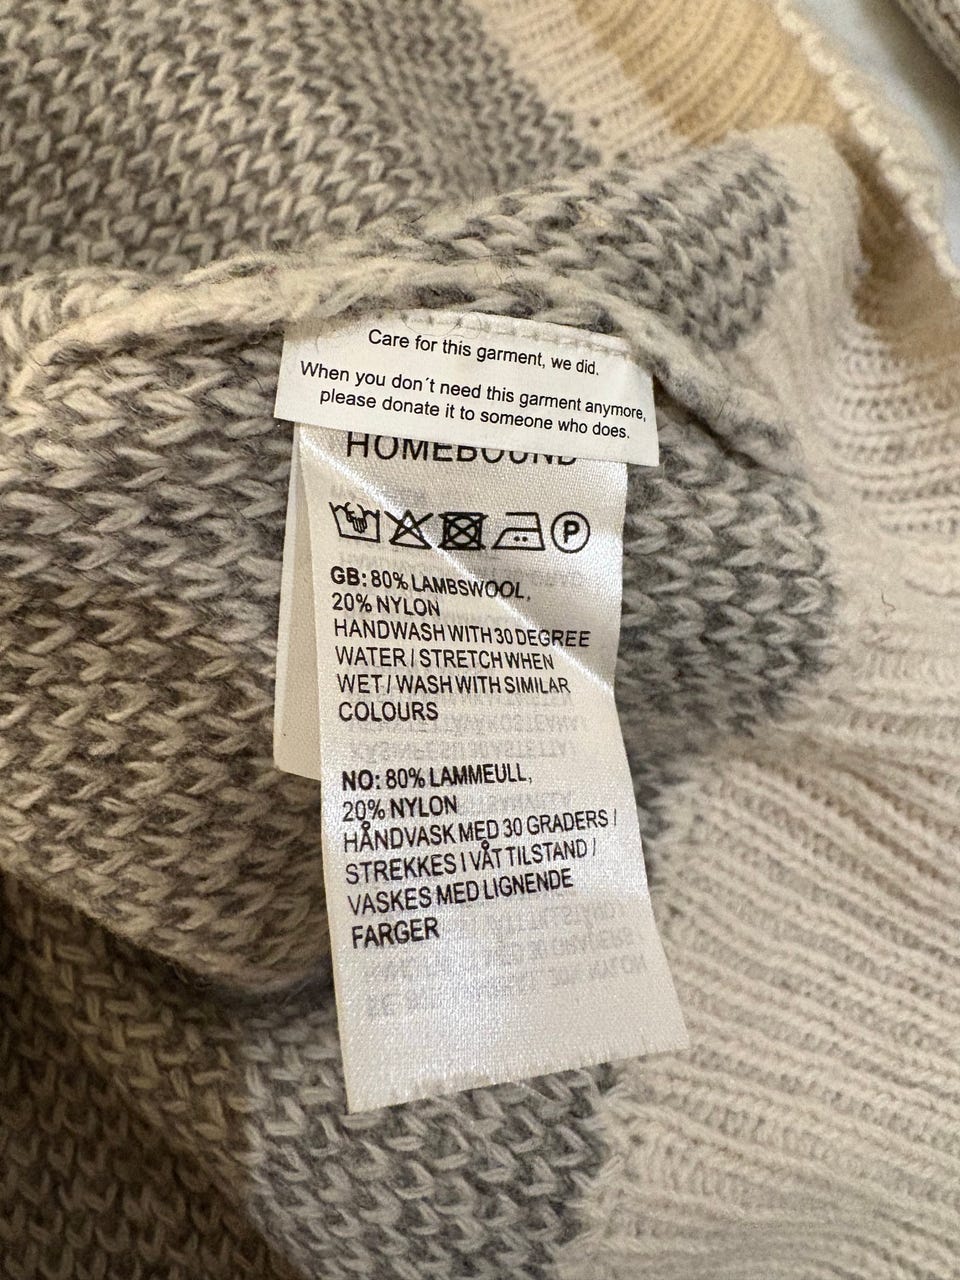 Care for this garment, we did.
When you don´t need this garment anymore,
please donate it to someone who does.
HOMEBOUND
P
GB: 80% LAMBSWOOL,
20% NYLON
HANDWASH WITH 30 DEGREE
WATER / STRETCH WHEN
WET / WASH WITH SIMILAR
COLOURS
NO: 80% LAMMEULL,
20% NYLON
HÅNDVASK MED 30 GRADERS /
STREKKES I VÅT TILSTAND /
VASKES MED LIGNENDE
FARGER